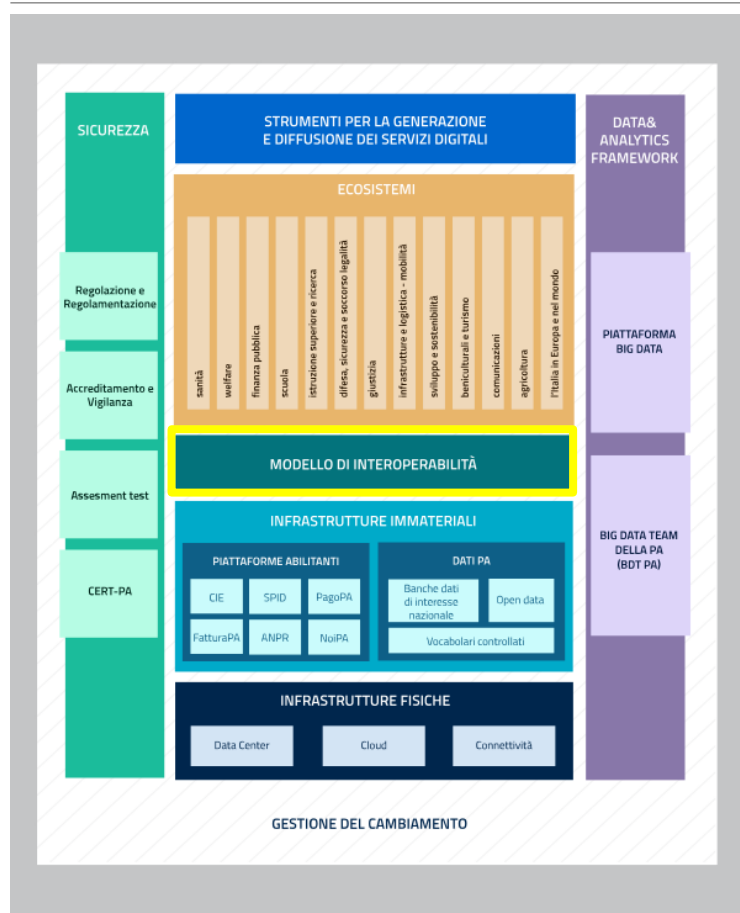 SICUREZZA
Regolazione e
Regolamentazione
Accreditamento e
Vigilanza
Assesment test
CERT-PA
STRUMENTI PER LA GENERAZIONE
E DIFFUSIONE DEI SERVIZI DIGITALI
ECOSISTEMI
sanità
welfare
finanza pubblica
scuola
istruzione superiore e ricerca
difesa, sicurezza e soccorso legalità
giustizia
infrastrutture e logistica - mobilità
sviluppo e sostenibilità
beniculturali e turismo
comunicazioni
agricoltura
l'Italia in Europa e nel mondo
MODELLO DI INTEROPERABILITÀ
INFRASTRUTTURE IMMATERIALI
PIATTAFORME ABILITANTI
CIE
SPID
PagoPA
FatturaPA
ANPR
NoiPA
DATI PA
Banche dati
di interesse
nazionale
Open data
Vocabolari controllati
INFRASTRUTTURE FISICHE
Data Center
Cloud
Connettività
DATA&
ANALYTICS
FRAMEWORK
PIATTAFORMA
BIG DATA
BIG DATA TEAM
DELLA PA
(BDT PA)
GESTIONE DEL CAMBIAMENTO